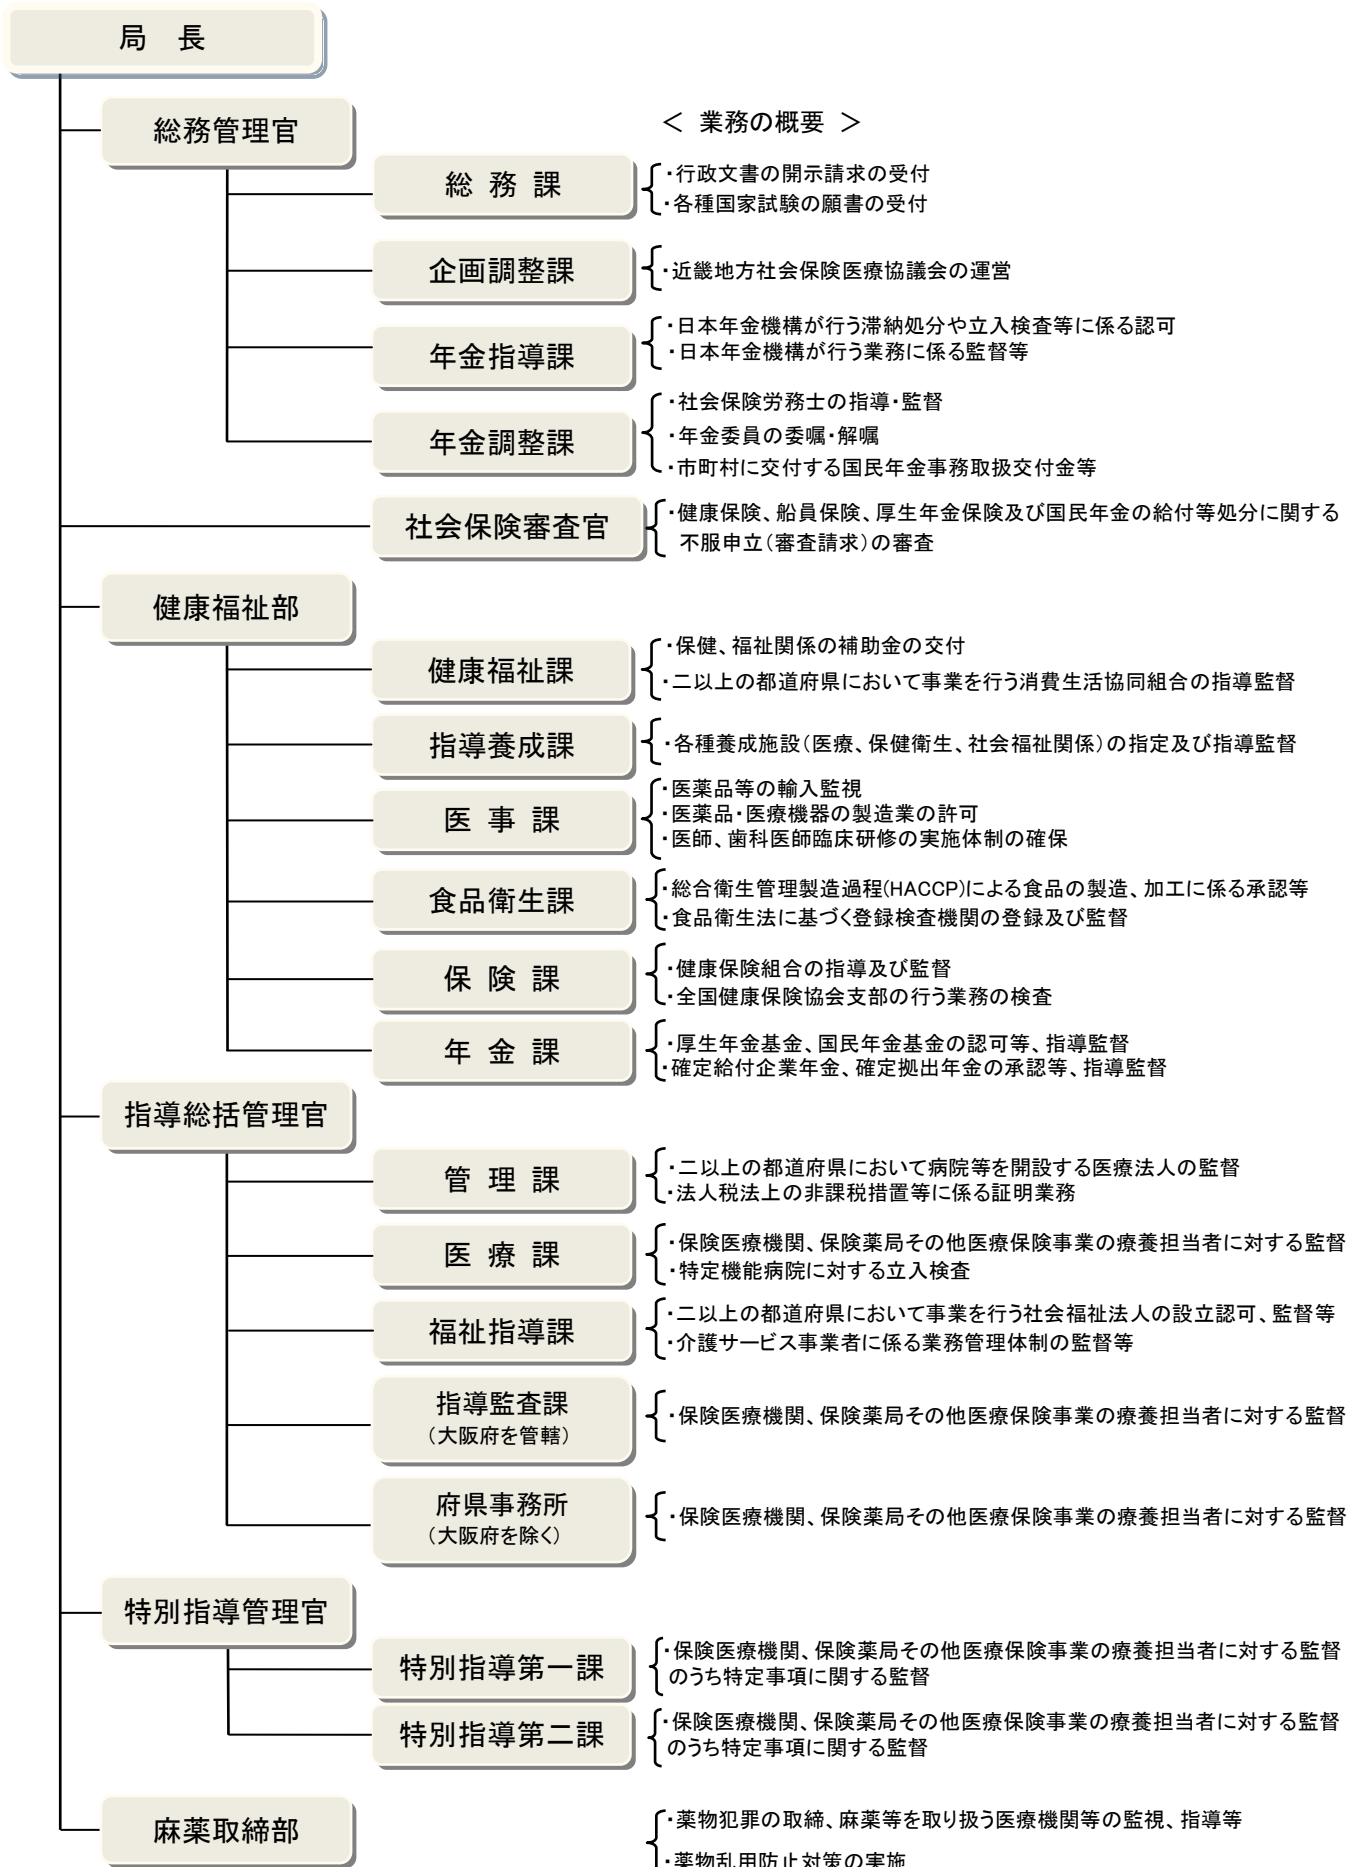 局 長
総務管理官
＜ 業務の概要 ＞
総 務 課
・行政文書の開示請求の受付
・各種国家試験の願書の受付
企画調整課
・近畿地方社会保険医療協議会の運営
年金指導課
・日本年金機構が行う滞納処分や立入検査等に係る認可
・日本年金機構が行う業務に係る監督等
年金調整課
・社会保険労務士の指導・監督
・年金委員の委嘱・解嘱
・市町村に交付する国民年金事務取扱交付金等
社会保険審査官
・健康保険、船員保険、厚生年金保険及び国民年金の給付等処分に関する
不服申立（審査請求）の審査
健康福祉部
健康福祉課
・保健、福祉関係の補助金の交付
・二以上の都道府県において事業を行う消費生活協同組合の指導監督
指導養成課
・各種養成施設（医療、保健衛生、社会福祉関係）の指定及び指導監督
医 事 課
・医薬品等の輸入監視
・医薬品・医療機器の製造業の許可
・医師、歯科医師臨床研修の実施体制の確保
食品衛生課
・総合衛生管理製造過程(HACCP)による食品の製造、加工に係る承認等
・食品衛生法に基づく登録検査機関の登録及び監督
保 険 課
・健康保険組合の指導及び監督
・全国健康保険協会支部の行う業務の検査
年 金 課
・厚生年金基金、国民年金基金の認可等、指導監督
・確定給付企業年金、確定拠出年金の承認等、指導監督
指導総括管理官
管 理 課
・二以上の都道府県において病院等を開設する医療法人の監督
・法人税法上の非課税措置等に係る証明業務
医 療 課
・保険医療機関、保険薬局その他医療保険事業の療養担当者に対する監督
・特定機能病院に対する立入検査
福祉指導課
・二以上の都道府県において事業を行う社会福祉法人の設立認可、監督等
・介護サービス事業者に係る業務管理体制の監督等
指導監査課
（大阪府を管轄）
・保険医療機関、保険薬局その他医療保険事業の療養担当者に対する監督
府県事務所
（大阪府を除く）
・保険医療機関、保険薬局その他医療保険事業の療養担当者に対する監督
特別指導管理官
特別指導第一課
・保険医療機関、保険薬局その他医療保険事業の療養担当者に対する監督
のうち特定事項に関する監督
特別指導第二課
・保険医療機関、保険薬局その他医療保険事業の療養担当者に対する監督
のうち特定事項に関する監督
麻薬取締部
・薬物犯罪の取締、麻薬等を取り扱う医療機関等の監視、指導等
・薬物乱用防止対策の実施